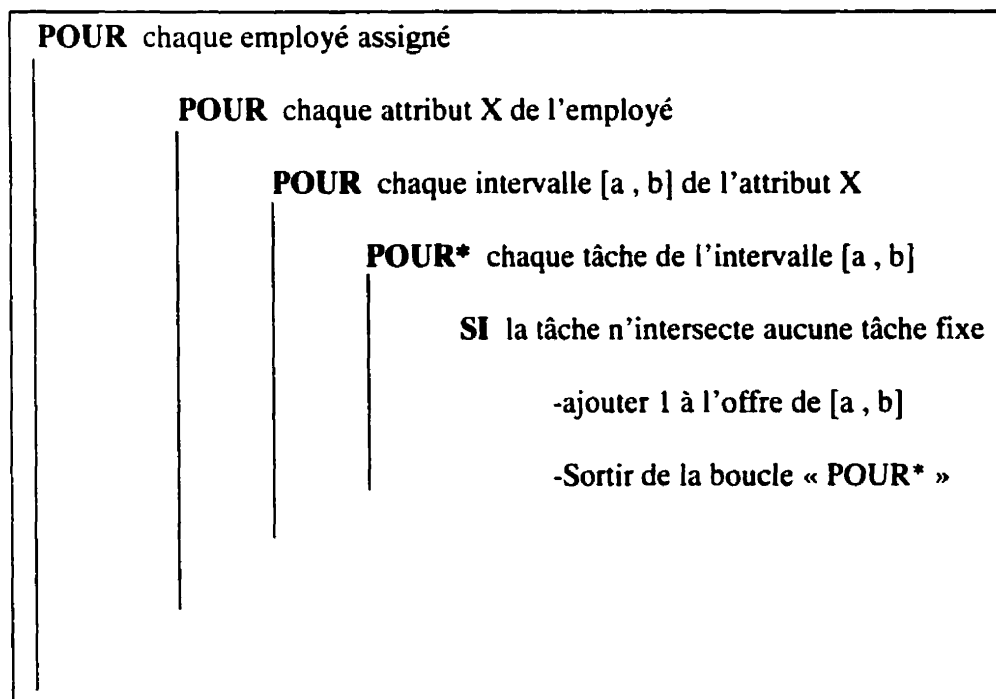 POUR chaque employé assigné
POUR chaque attribut X de l'employé
POUR chaque intervalle [a , b] de l'attribut X
POUR* chaque tâche de l'intervalle [a , b]
SI la tâche n'intersecte aucune tâche fixe
-ajouter 1 à l'offre de [a , b]
-Sortir de la boucle « POUR* »